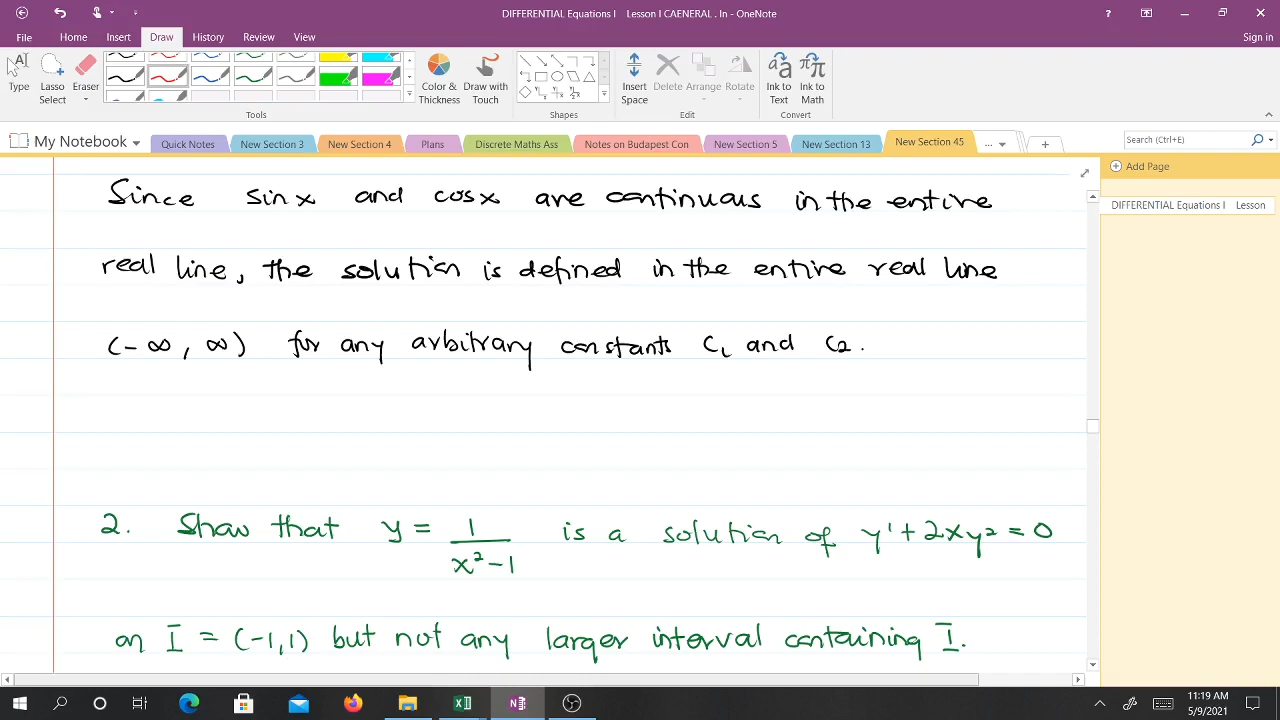 DIFFERENTIAL Equations I Lesson I CAENERAL . In - OneNote
File Home Insert Draw History Review View Sign in
Type Lasso Select Eraser Color & Thickness Draw with Touch Insert Space Delete Arrange Rotate Ink to Text Ink to Math
Tools Shapes Edit Convert
My Notebook Quick Notes New Section 3 New Section 4 Plans Discrete Maths Ass Notes on Budapest Con New Section 5 New Section 13 New Section 45 ... Search (Ctrl+E)
Add Page
DIFFERENTIAL Equations I Lesson
Since sinx and cosx are continuous in the entire
real line, the solution is defined in the entire real line
(-∞, ∞) for any arbitrary constants C₁ and C2.
2. Show that y = 1/(x²-1) is a solution of y' + 2xy² = 0
on I = (-1,1) but not any larger interval containing I.
11:19 AM
5/9/2021